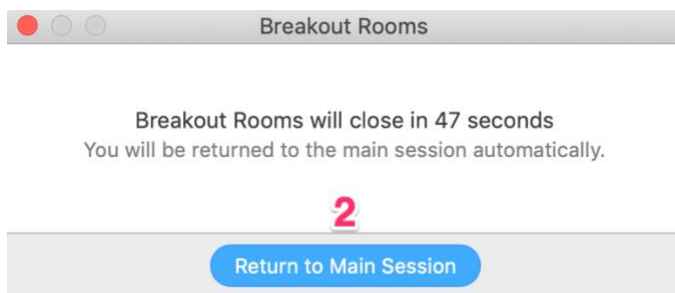 Breakout Rooms
Breakout Rooms will close in 47 seconds
You will be returned to the main session automatically.
2
Return to Main Session